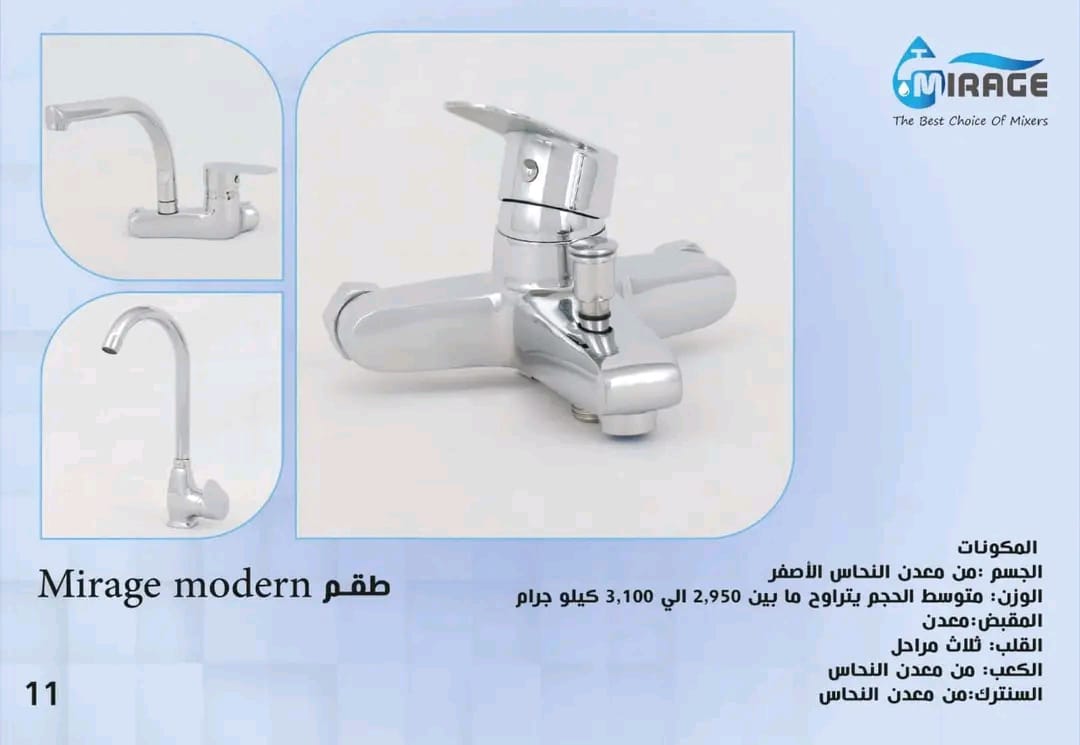 MIRAGE
The Best Choice Of Mixers
المكونات
الجسم :من معدن النحاس الأصفر
الوزن: متوسط الحجم يتراوح ما بين 2,950 الي 3,100 كيلو جرام
المقبض:معدن
القلب: ثلاث مراحل
الكعب: من معدن النحاس
السنترك:من معدن النحاس
طقم Mirage modern
11